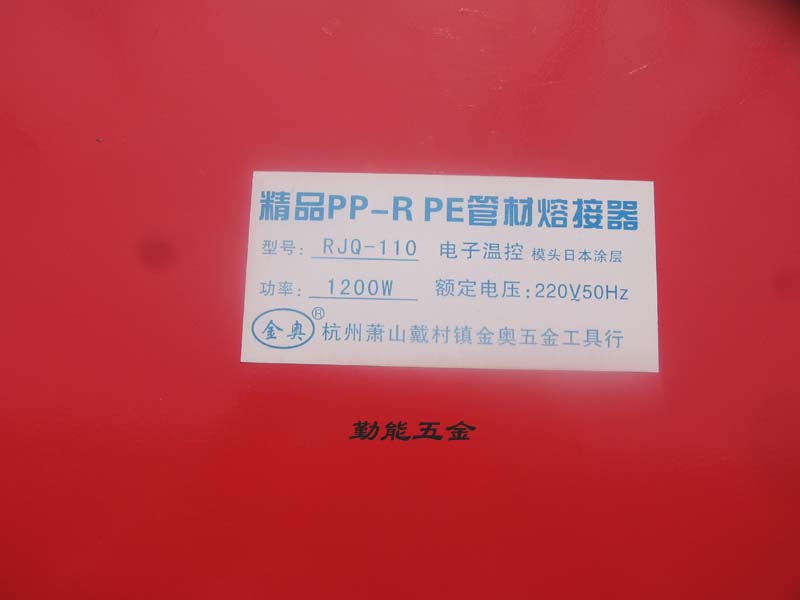 精品PP-R PE管材熔接器
型号: RJQ-110 电子温控 模头日本涂层
功率: 1200W 额定电压:220V50Hz
金奥® 杭州萧山戴村镇金奥五金工具行
勤能五金